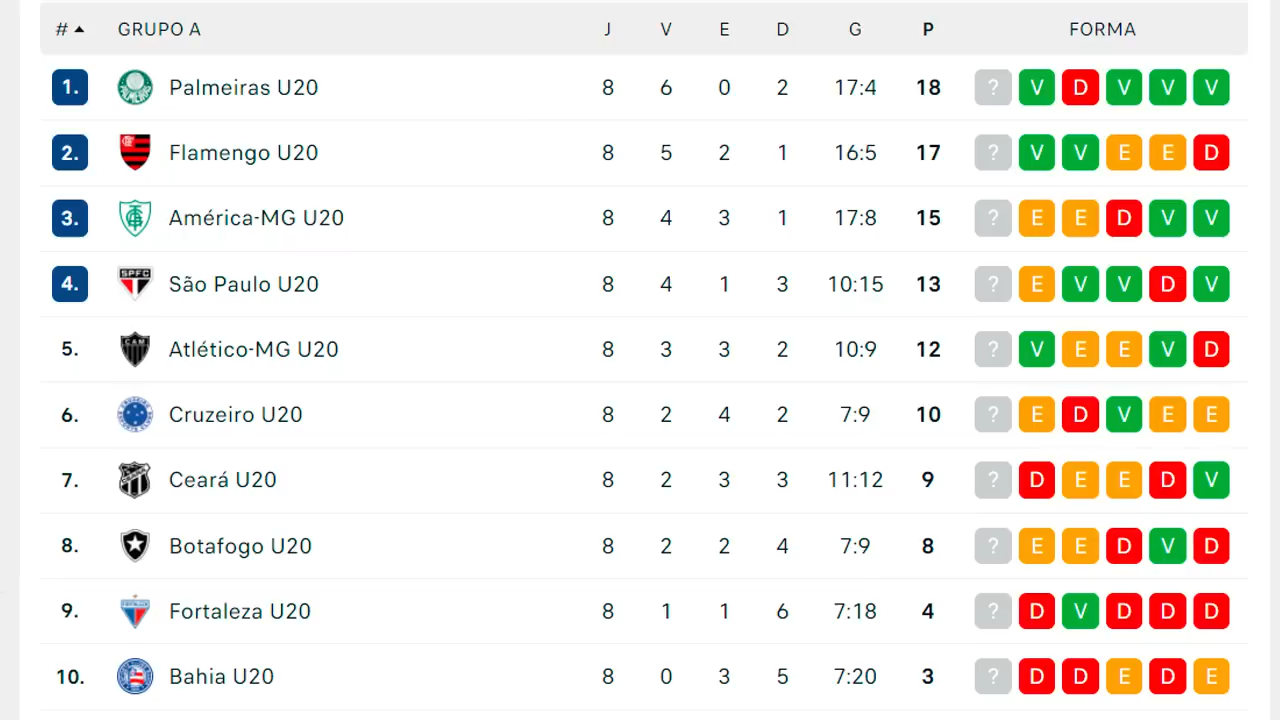 # GRUPO A J V E D G P FORMA
1. Palmeiras U20 8 6 0 2 17:4 18 ? V D V V V
2. Flamengo U20 8 5 2 1 16:5 17 ? V V E E D
3. América-MG U20 8 4 3 1 17:8 15 ? E E D V V
4. SPFC São Paulo U20 8 4 1 3 10:15 13 ? E V V D V
5. CAM Atlético-MG U20 8 3 3 2 10:9 12 ? V E E V D
6. Cruzeiro U20 8 2 4 2 7:9 10 ? E D V E E
7. Ceará U20 8 2 3 3 11:12 9 ? D E E D V
8. Botafogo U20 8 2 2 4 7:9 8 ? E E D V D
9. Fortaleza U20 8 1 1 6 7:18 4 ? D V D D D
10. Bahia U20 8 0 3 5 7:20 3 ? D D E D E